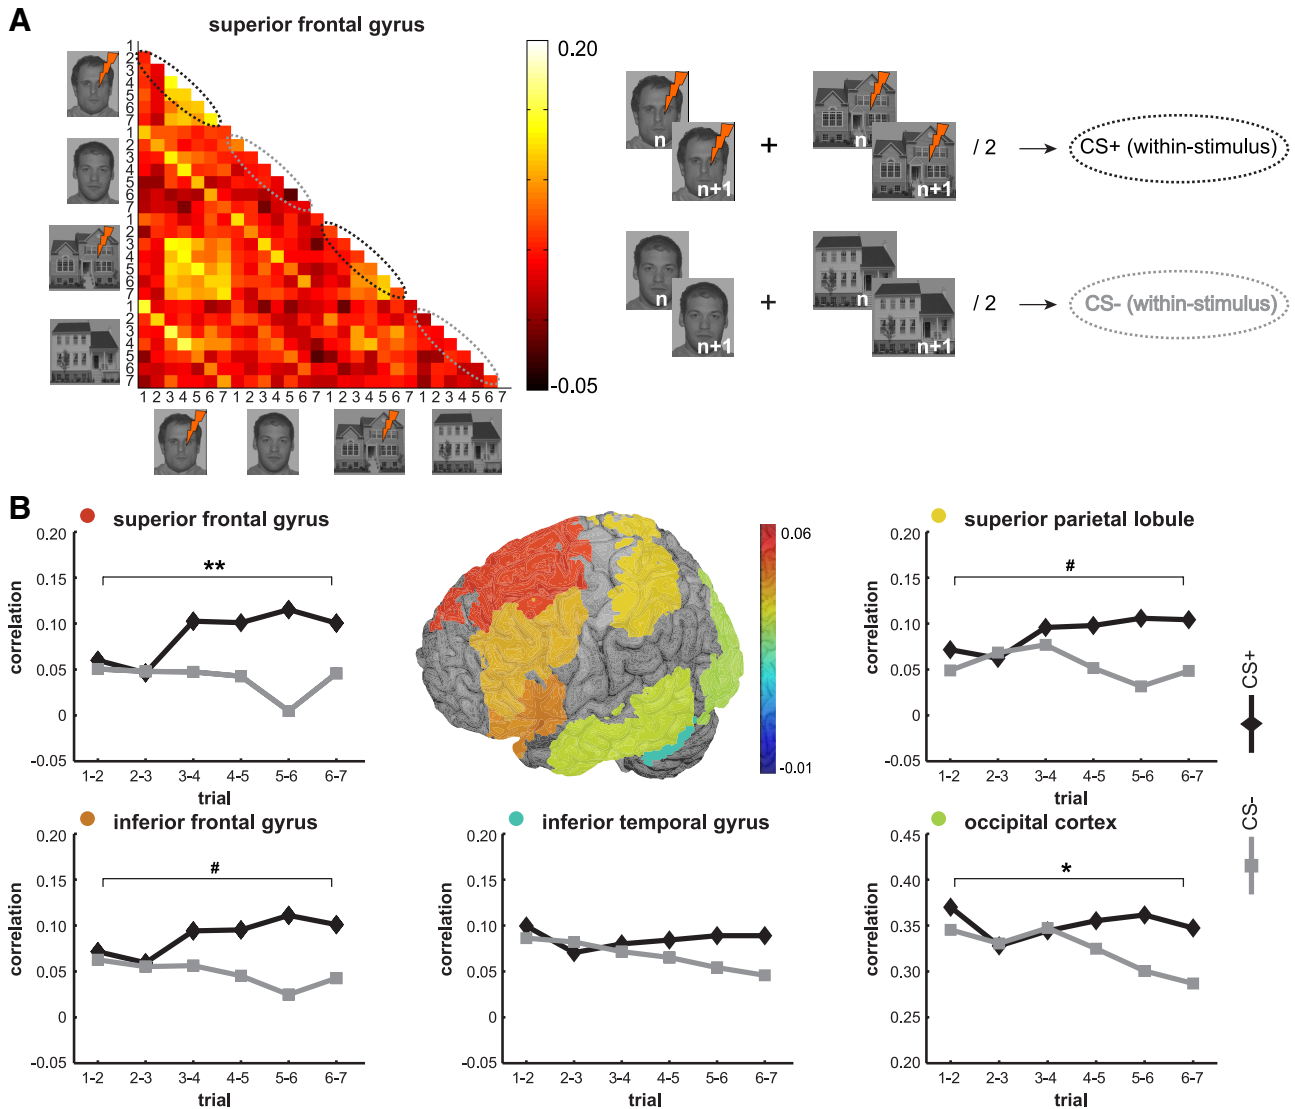 A
superior frontal gyrus
1
2
3
4
5
6
7
1
2
3
4
5
6
7
1
2
3
4
5
6
7
1
2
3
4
5
6
7
1 2 3 4 5 6 7 1 2 3 4 5 6 7 1 2 3 4 5 6 7 1 2 3 4 5 6 7
0.20
-0.05
n
n+1
+
n
n+1
/ 2
CS+ (within-stimulus)
n
n+1
+
n
n+1
/ 2
CS- (within-stimulus)
B
superior frontal gyrus
0.20
0.15
0.10
0.05
0
-0.05
correlation
**
1-2 2-3 3-4 4-5 5-6 6-7
trial
0.06
-0.01
superior parietal lobule
0.20
0.15
0.10
0.05
0
-0.05
correlation
#
1-2 2-3 3-4 4-5 5-6 6-7
trial
CS+
CS-
inferior frontal gyrus
0.20
0.15
0.10
0.05
0
-0.05
correlation
#
1-2 2-3 3-4 4-5 5-6 6-7
trial
inferior temporal gyrus
0.20
0.15
0.10
0.05
0
-0.05
correlation
1-2 2-3 3-4 4-5 5-6 6-7
trial
occipital cortex
0.45
0.40
0.35
0.30
0.25
0.20
correlation
*
1-2 2-3 3-4 4-5 5-6 6-7
trial